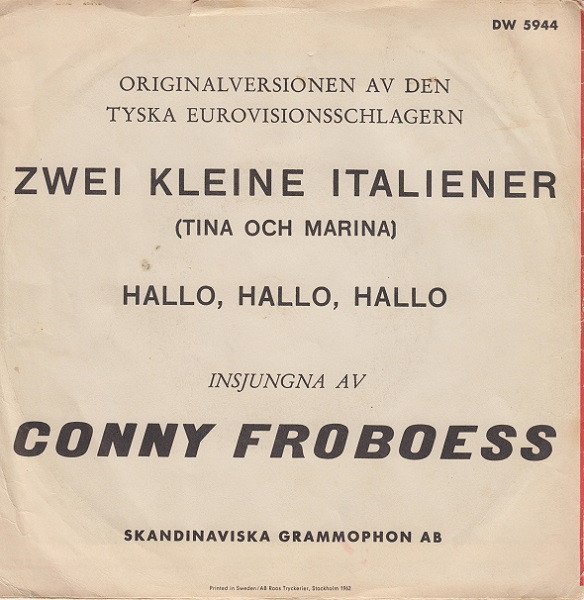 DW 5944
ORIGINALVERSIONEN AV DEN
TYSKA EUROVISIONSSCHLAGERN
ZWEI KLEINE ITALIENER
(TINA OCH MARINA)
HALLO, HALLO, HALLO
INSJUNGNA AV
CONNY FROBOESS
SKANDINAVISKA GRAMMOPHON AB
Printed in Sweden/AB Roos Tryckerier, Stockholm 1962